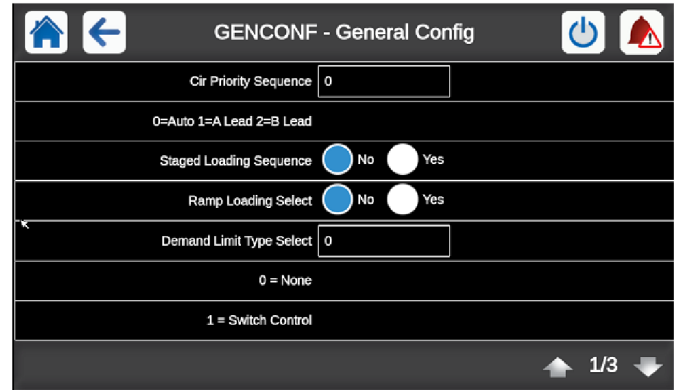 GENCONF - General Config
Cir Priority Sequence 0
0=Auto 1=A Lead 2=B Lead
Staged Loading Sequence No Yes
Ramp Loading Select No Yes
Demand Limit Type Select 0
0 = None
1 = Switch Control
1/3